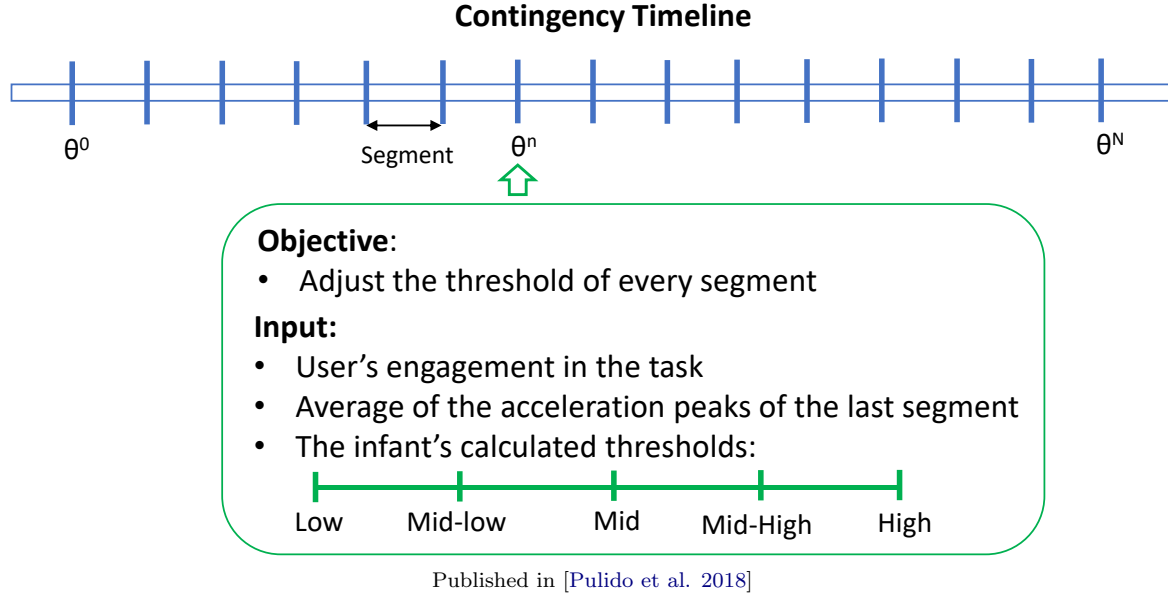 Contingency Timeline
θ⁰
Segment
θⁿ
θᴺ
Objective:
• Adjust the threshold of every segment
Input:
• User’s engagement in the task
• Average of the acceleration peaks of the last segment
• The infant’s calculated thresholds:
Low Mid-low Mid Mid-High High
Published in [Pulido et al. 2018]